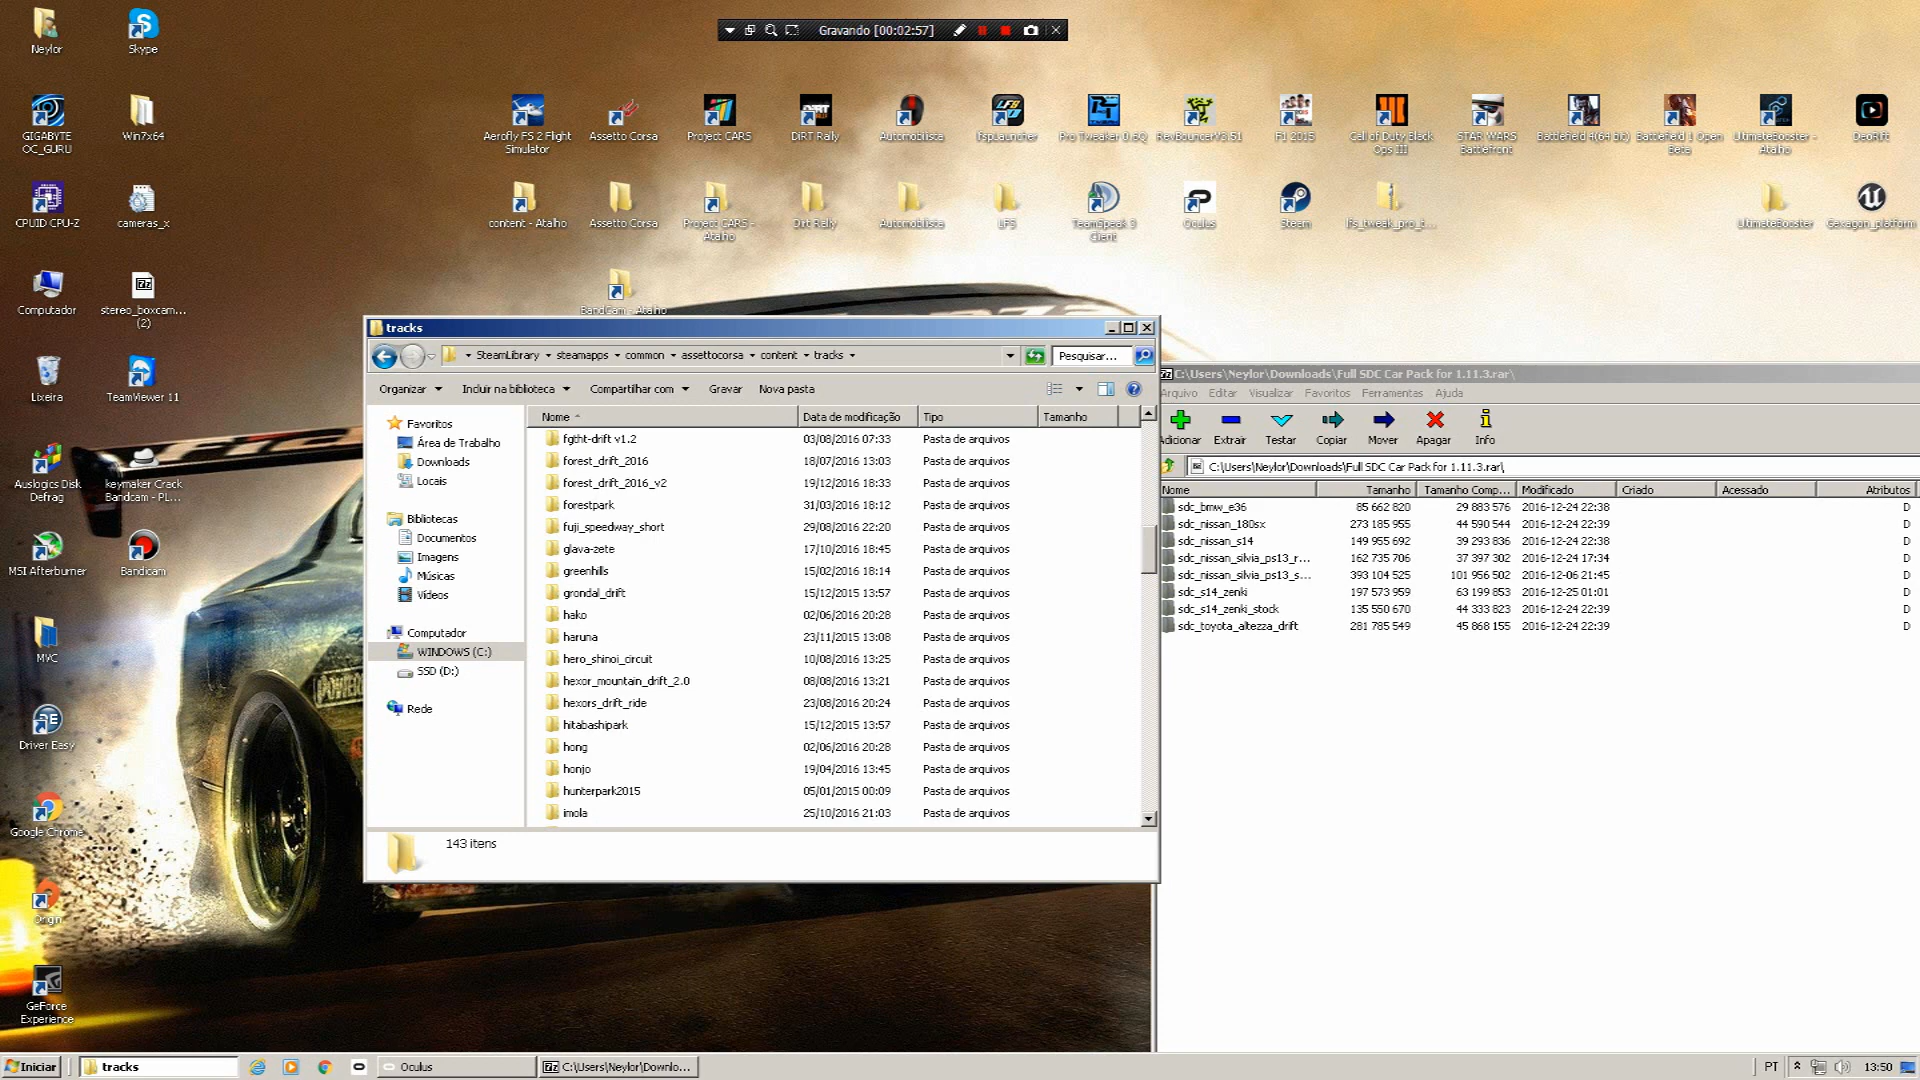 Neylor
Skype
Gravando [00:02:57]
GIGABYTE
OC_GURU
Win7x64
Aerofly FS 2 Flight
Simulator
Assetto Corsa
Project CARS
DiRT Rally
Automobilista
lfspLauncher
Pro Tweaker 0.6Q
RevBouncerV3.51
F1 2015
Call of Duty Black
Ops III
STAR WARS
Battlefront
Battlefield 4(64 bit)
Battlefield 1 Open
Beta
UltimateBooster -
Atalho
DeoRift
CPUID CPU-Z
cameras_x
content - Atalho
Assetto Corsa
Project CARS -
Atalho
Dirt Rally
Automobilista
LFS
TeamSpeak 3
Client
Oculus
Steam
lfs_tweak_pro_t...
UltimateBooster
Gexagon_platform
Computador
stereo_boxcam...
(2)
BandiCam - Atalho
Lixeira
TeamViewer 11
Auslogics Disk
Defrag
keymaker Crack
Bandicam - PL...
MSI Afterburner
Bandicam
MVC
Driver Easy
Google Chrome
Origin
GeForce
Experience
tracks
SteamLibrary
steamapps
common
assettocorsa
content
tracks
Pesquisar...
Organizar
Incluir na biblioteca
Compartilhar com
Gravar
Nova pasta
Favoritos
Área de Trabalho
Downloads
Locais
Bibliotecas
Documentos
Imagens
Músicas
Vídeos
Computador
WINDOWS (C:)
SSD (D:)
Rede
Nome Data de modificação Tipo Tamanho
fgtht-drift v1.2 03/08/2016 07:33 Pasta de arquivos
forest_drift_2016 18/07/2016 13:03 Pasta de arquivos
forest_drift_2016_v2 19/12/2016 18:33 Pasta de arquivos
forestpark 31/03/2016 18:12 Pasta de arquivos
fuji_speedway_short 29/08/2016 22:20 Pasta de arquivos
glava-zete 17/10/2016 18:45 Pasta de arquivos
greenhills 15/02/2016 18:14 Pasta de arquivos
grondal_drift 15/12/2015 13:57 Pasta de arquivos
hako 02/06/2016 20:28 Pasta de arquivos
haruna 23/11/2015 13:08 Pasta de arquivos
hero_shinoi_circuit 10/08/2016 13:25 Pasta de arquivos
hexor_mountain_drift_2.0 08/08/2016 13:21 Pasta de arquivos
hexors_drift_ride 23/08/2016 20:24 Pasta de arquivos
hitabashipark 15/12/2015 13:57 Pasta de arquivos
hong 02/06/2016 20:28 Pasta de arquivos
honjo 19/04/2016 13:45 Pasta de arquivos
hunterpark2015 05/01/2015 00:09 Pasta de arquivos
imola 25/10/2016 21:03 Pasta de arquivos
143 itens
C:\Users\Neylor\Downloads\Full SDC Car Pack for 1.11.3.rar\
Arquivo Editar Visualizar Favoritos Ferramentas Ajuda
Adicionar Extrair Testar Copiar Mover Apagar Info
C:\Users\Neylor\Downloads\Full SDC Car Pack for 1.11.3.rar\
Nome Tamanho Tamanho Comp... Modificado Criado Acessado Atributos
sdc_bmw_e36 85 662 820 29 883 576 2016-12-24 22:38 D
sdc_nissan_180sx 273 185 955 44 590 544 2016-12-24 22:39 D
sdc_nissan_s14 149 955 692 39 293 836 2016-12-24 22:38 D
sdc_nissan_silvia_ps13_r... 162 735 706 37 397 302 2016-12-24 17:34 D
sdc_nissan_silvia_ps13_s... 393 104 525 101 956 502 2016-12-06 21:45 D
sdc_s14_zenki 197 573 959 63 199 853 2016-12-25 01:01 D
sdc_s14_zenki_stock 135 550 670 44 333 823 2016-12-24 22:39 D
sdc_toyota_altezza_drift 281 785 549 45 868 155 2016-12-24 22:39 D
Iniciar
tracks
Oculus
C:\Users\Neylor\Downlo...
PT
13:50